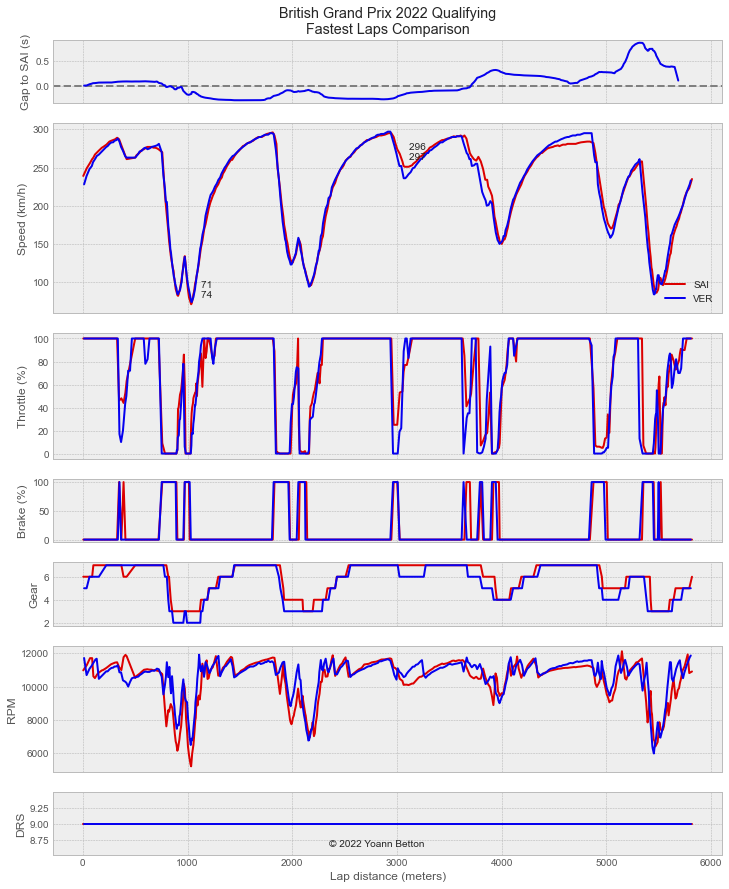 British Grand Prix 2022 Qualifying
Fastest Laps Comparison
Gap to SAI (s)
0.5
0.0
Speed (km/h)
300
250
200
150
100
296
71
74
SAI
VER
Throttle (%)
100
80
60
40
20
0
Brake (%)
100
50
0
Gear
6
4
2
RPM
12000
10000
8000
6000
DRS
9.25
9.00
8.75
© 2022 Yoann Betton
0
1000
2000
3000
4000
5000
6000
Lap distance (meters)